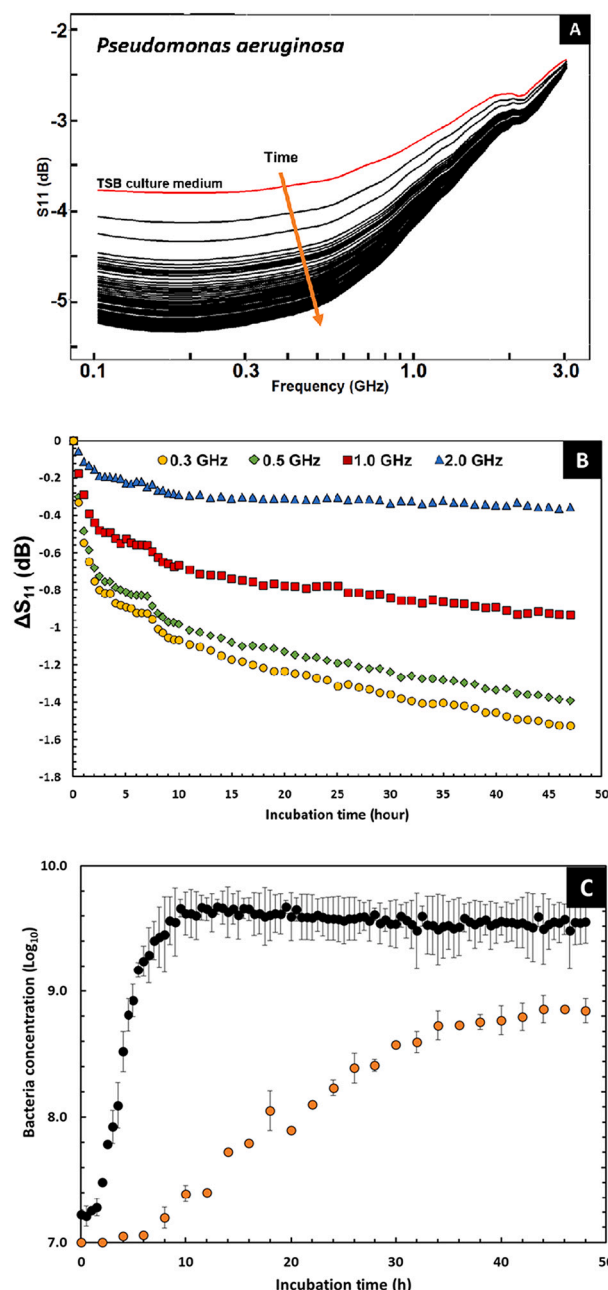 A
Pseudomonas aeruginosa
-2
-3
-4
-5
S11 (dB)
Time
TSB culture medium
0.1 0.3 1.0 3.0
Frequency (GHz)
B
0.3 GHz 0.5 GHz 1.0 GHz 2.0 GHz
0
-0.2
-0.4
-0.6
-0.8
-1
-1.2
-1.4
-1.6
-1.8
ΔS11 (dB)
0 5 10 15 20 25 30 35 40 45 50
Incubation time (hour)
C
10.0
9.0
8.0
7.0
Bacteria concentration (Log10)
0 10 20 30 40 50
Incubation time (h)